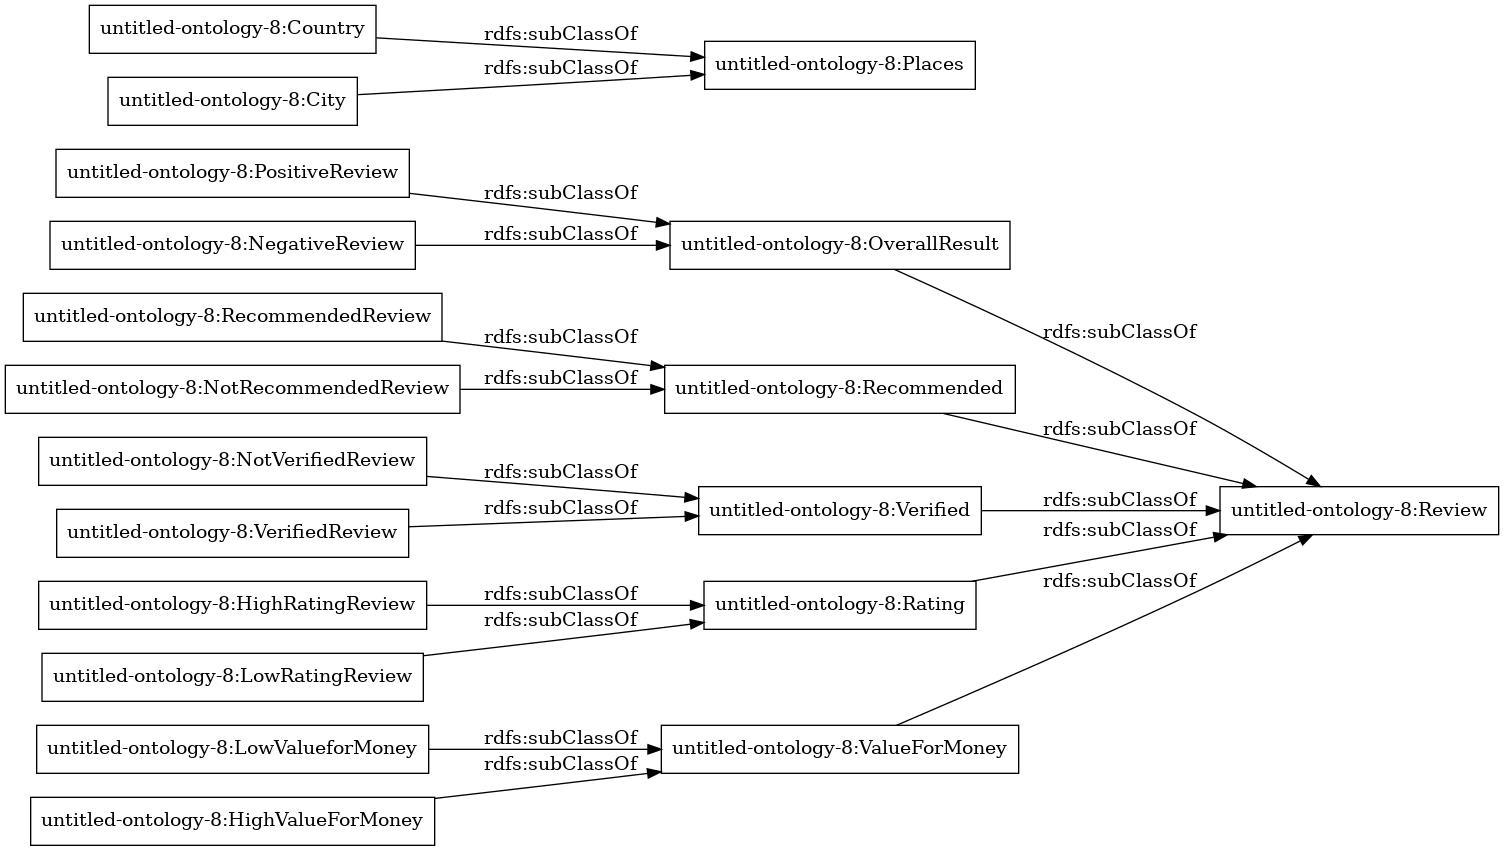 untitled-ontology-8:Country
rdfs:subClassOf
untitled-ontology-8:Places
untitled-ontology-8:City
rdfs:subClassOf
untitled-ontology-8:PositiveReview
rdfs:subClassOf
untitled-ontology-8:NegativeReview
rdfs:subClassOf
untitled-ontology-8:OverallResult
rdfs:subClassOf
untitled-ontology-8:RecommendedReview
rdfs:subClassOf
untitled-ontology-8:NotRecommendedReview
rdfs:subClassOf
untitled-ontology-8:Recommended
rdfs:subClassOf
untitled-ontology-8:NotVerifiedReview
rdfs:subClassOf
untitled-ontology-8:VerifiedReview
rdfs:subClassOf
untitled-ontology-8:Verified
rdfs:subClassOf
untitled-ontology-8:Review
untitled-ontology-8:HighRatingReview
rdfs:subClassOf
untitled-ontology-8:LowRatingReview
rdfs:subClassOf
untitled-ontology-8:Rating
rdfs:subClassOf
untitled-ontology-8:LowValueforMoney
rdfs:subClassOf
untitled-ontology-8:HighValueForMoney
rdfs:subClassOf
untitled-ontology-8:ValueForMoney
rdfs:subClassOf